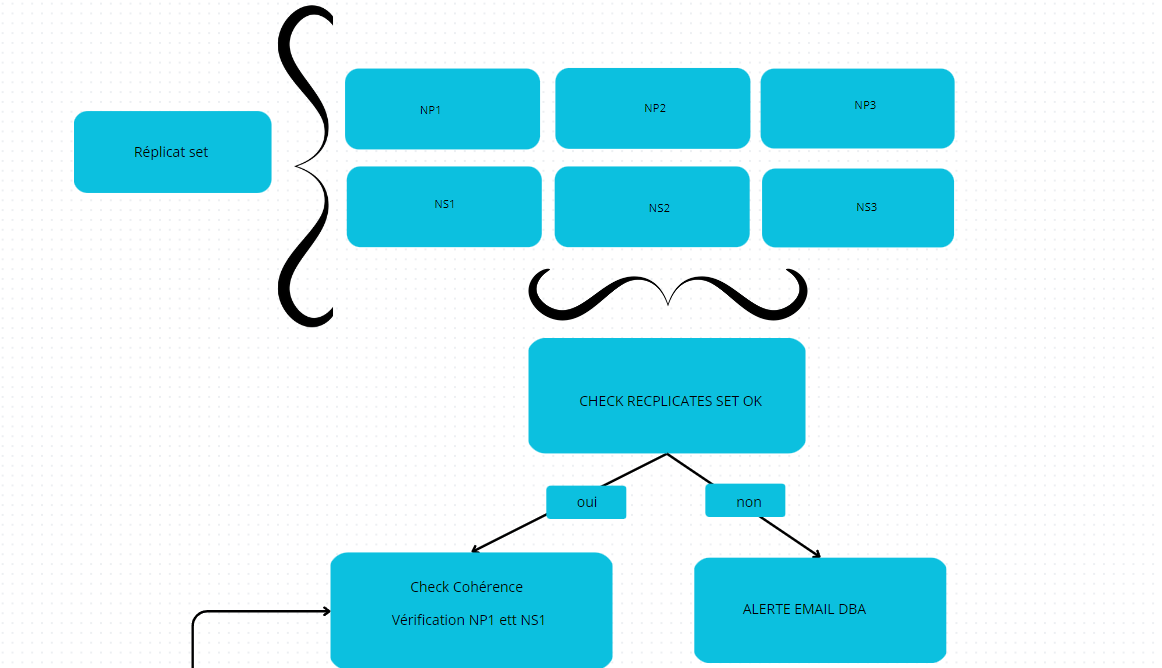 Réplicat set
NP1
NP2
NP3
NS1
NS2
NS3
CHECK RECPLICATES SET OK
oui
non
Check Cohérence
Vérification NP1 ett NS1
ALERTE EMAIL DBA